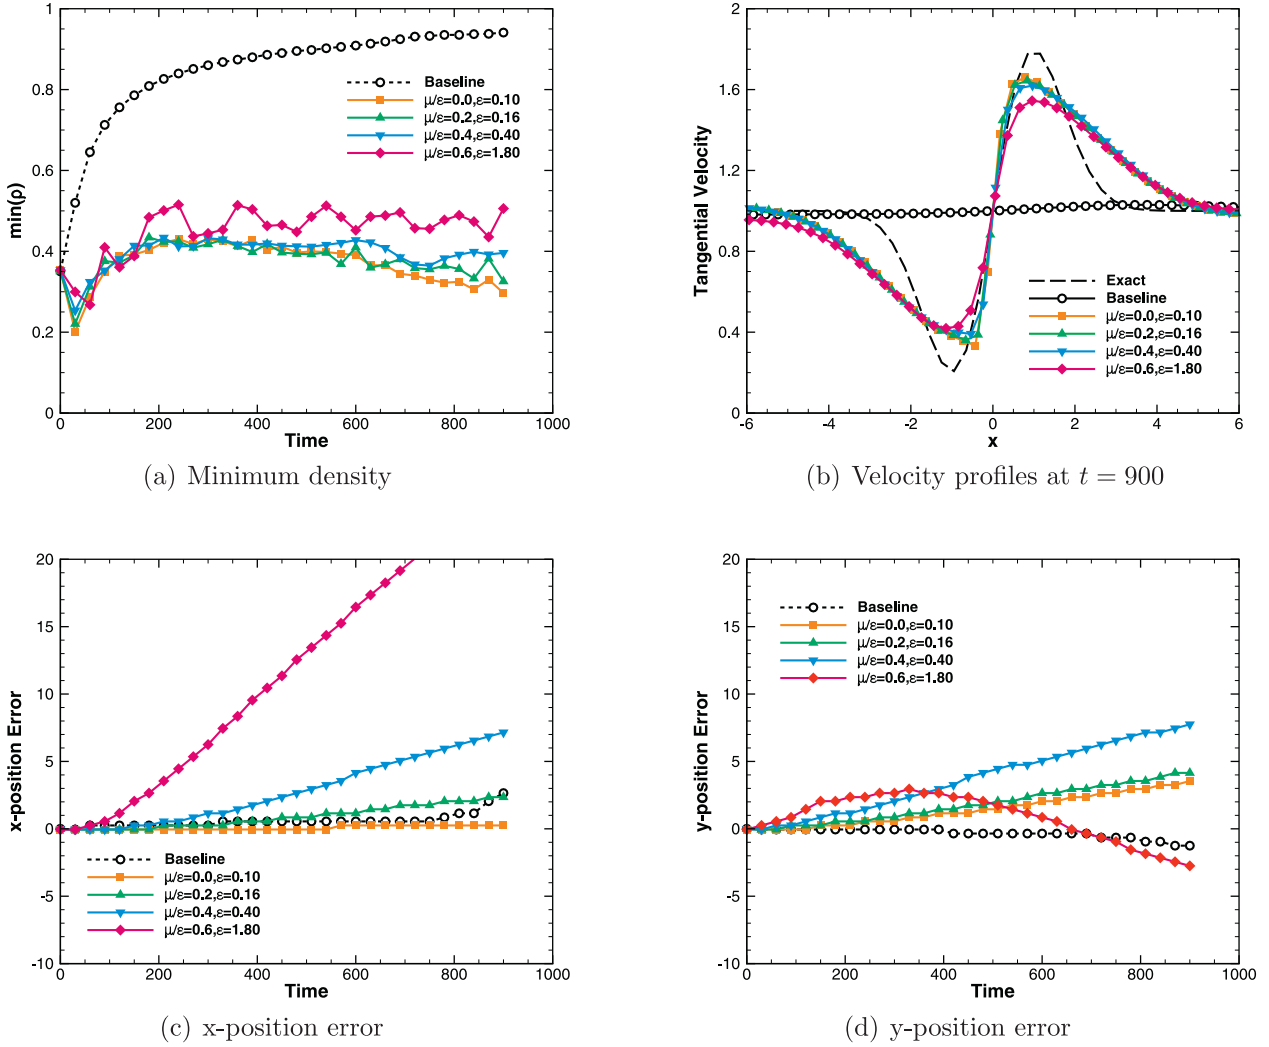 1
0.8
0.6
0.4
0.2
0
min(ρ)
0 200 400 600 800 1000
Time
Baseline
μ/ε=0.0,ε=0.10
μ/ε=0.2,ε=0.16
μ/ε=0.4,ε=0.40
μ/ε=0.6,ε=1.80
(a) Minimum density
2
1.6
1.2
0.8
0.4
0
Tangential Velocity
-6 -4 -2 0 2 4 6
x
Exact
Baseline
μ/ε=0.0,ε=0.10
μ/ε=0.2,ε=0.16
μ/ε=0.4,ε=0.40
μ/ε=0.6,ε=1.80
(b) Velocity profiles at t = 900
20
15
10
5
0
-5
-10
x-position Error
0 200 400 600 800 1000
Time
Baseline
μ/ε=0.0,ε=0.10
μ/ε=0.2,ε=0.16
μ/ε=0.4,ε=0.40
μ/ε=0.6,ε=1.80
(c) x-position error
20
15
10
5
0
-5
-10
y-position Error
0 200 400 600 800 1000
Time
Baseline
μ/ε=0.0,ε=0.10
μ/ε=0.2,ε=0.16
μ/ε=0.4,ε=0.40
μ/ε=0.6,ε=1.80
(d) y-position error